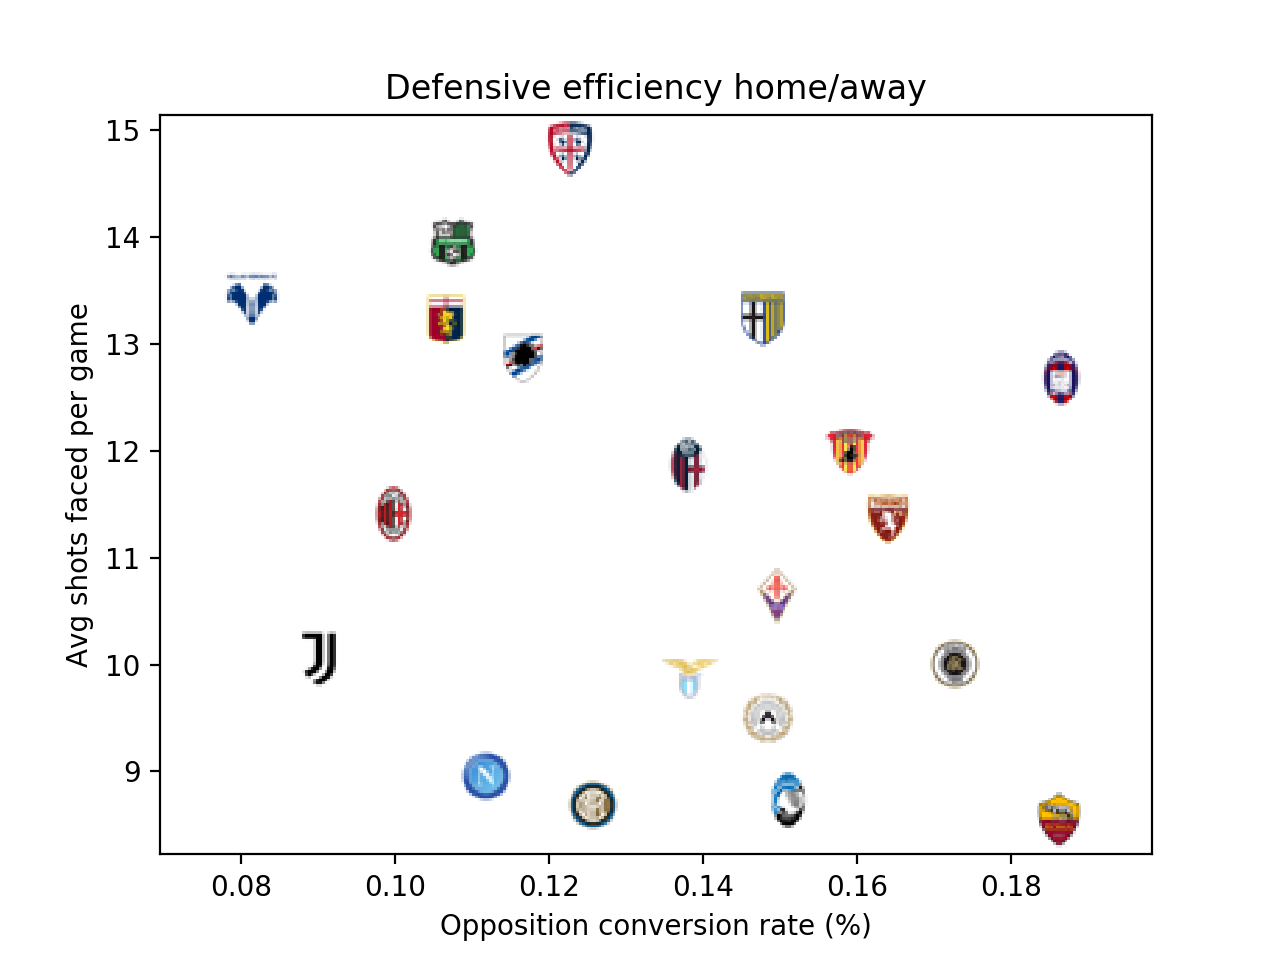 Defensive efficiency home/away
Avg shots faced per game
15
14
13
12
11
10
9
0.08 0.10 0.12 0.14 0.16 0.18
Opposition conversion rate (%)
N